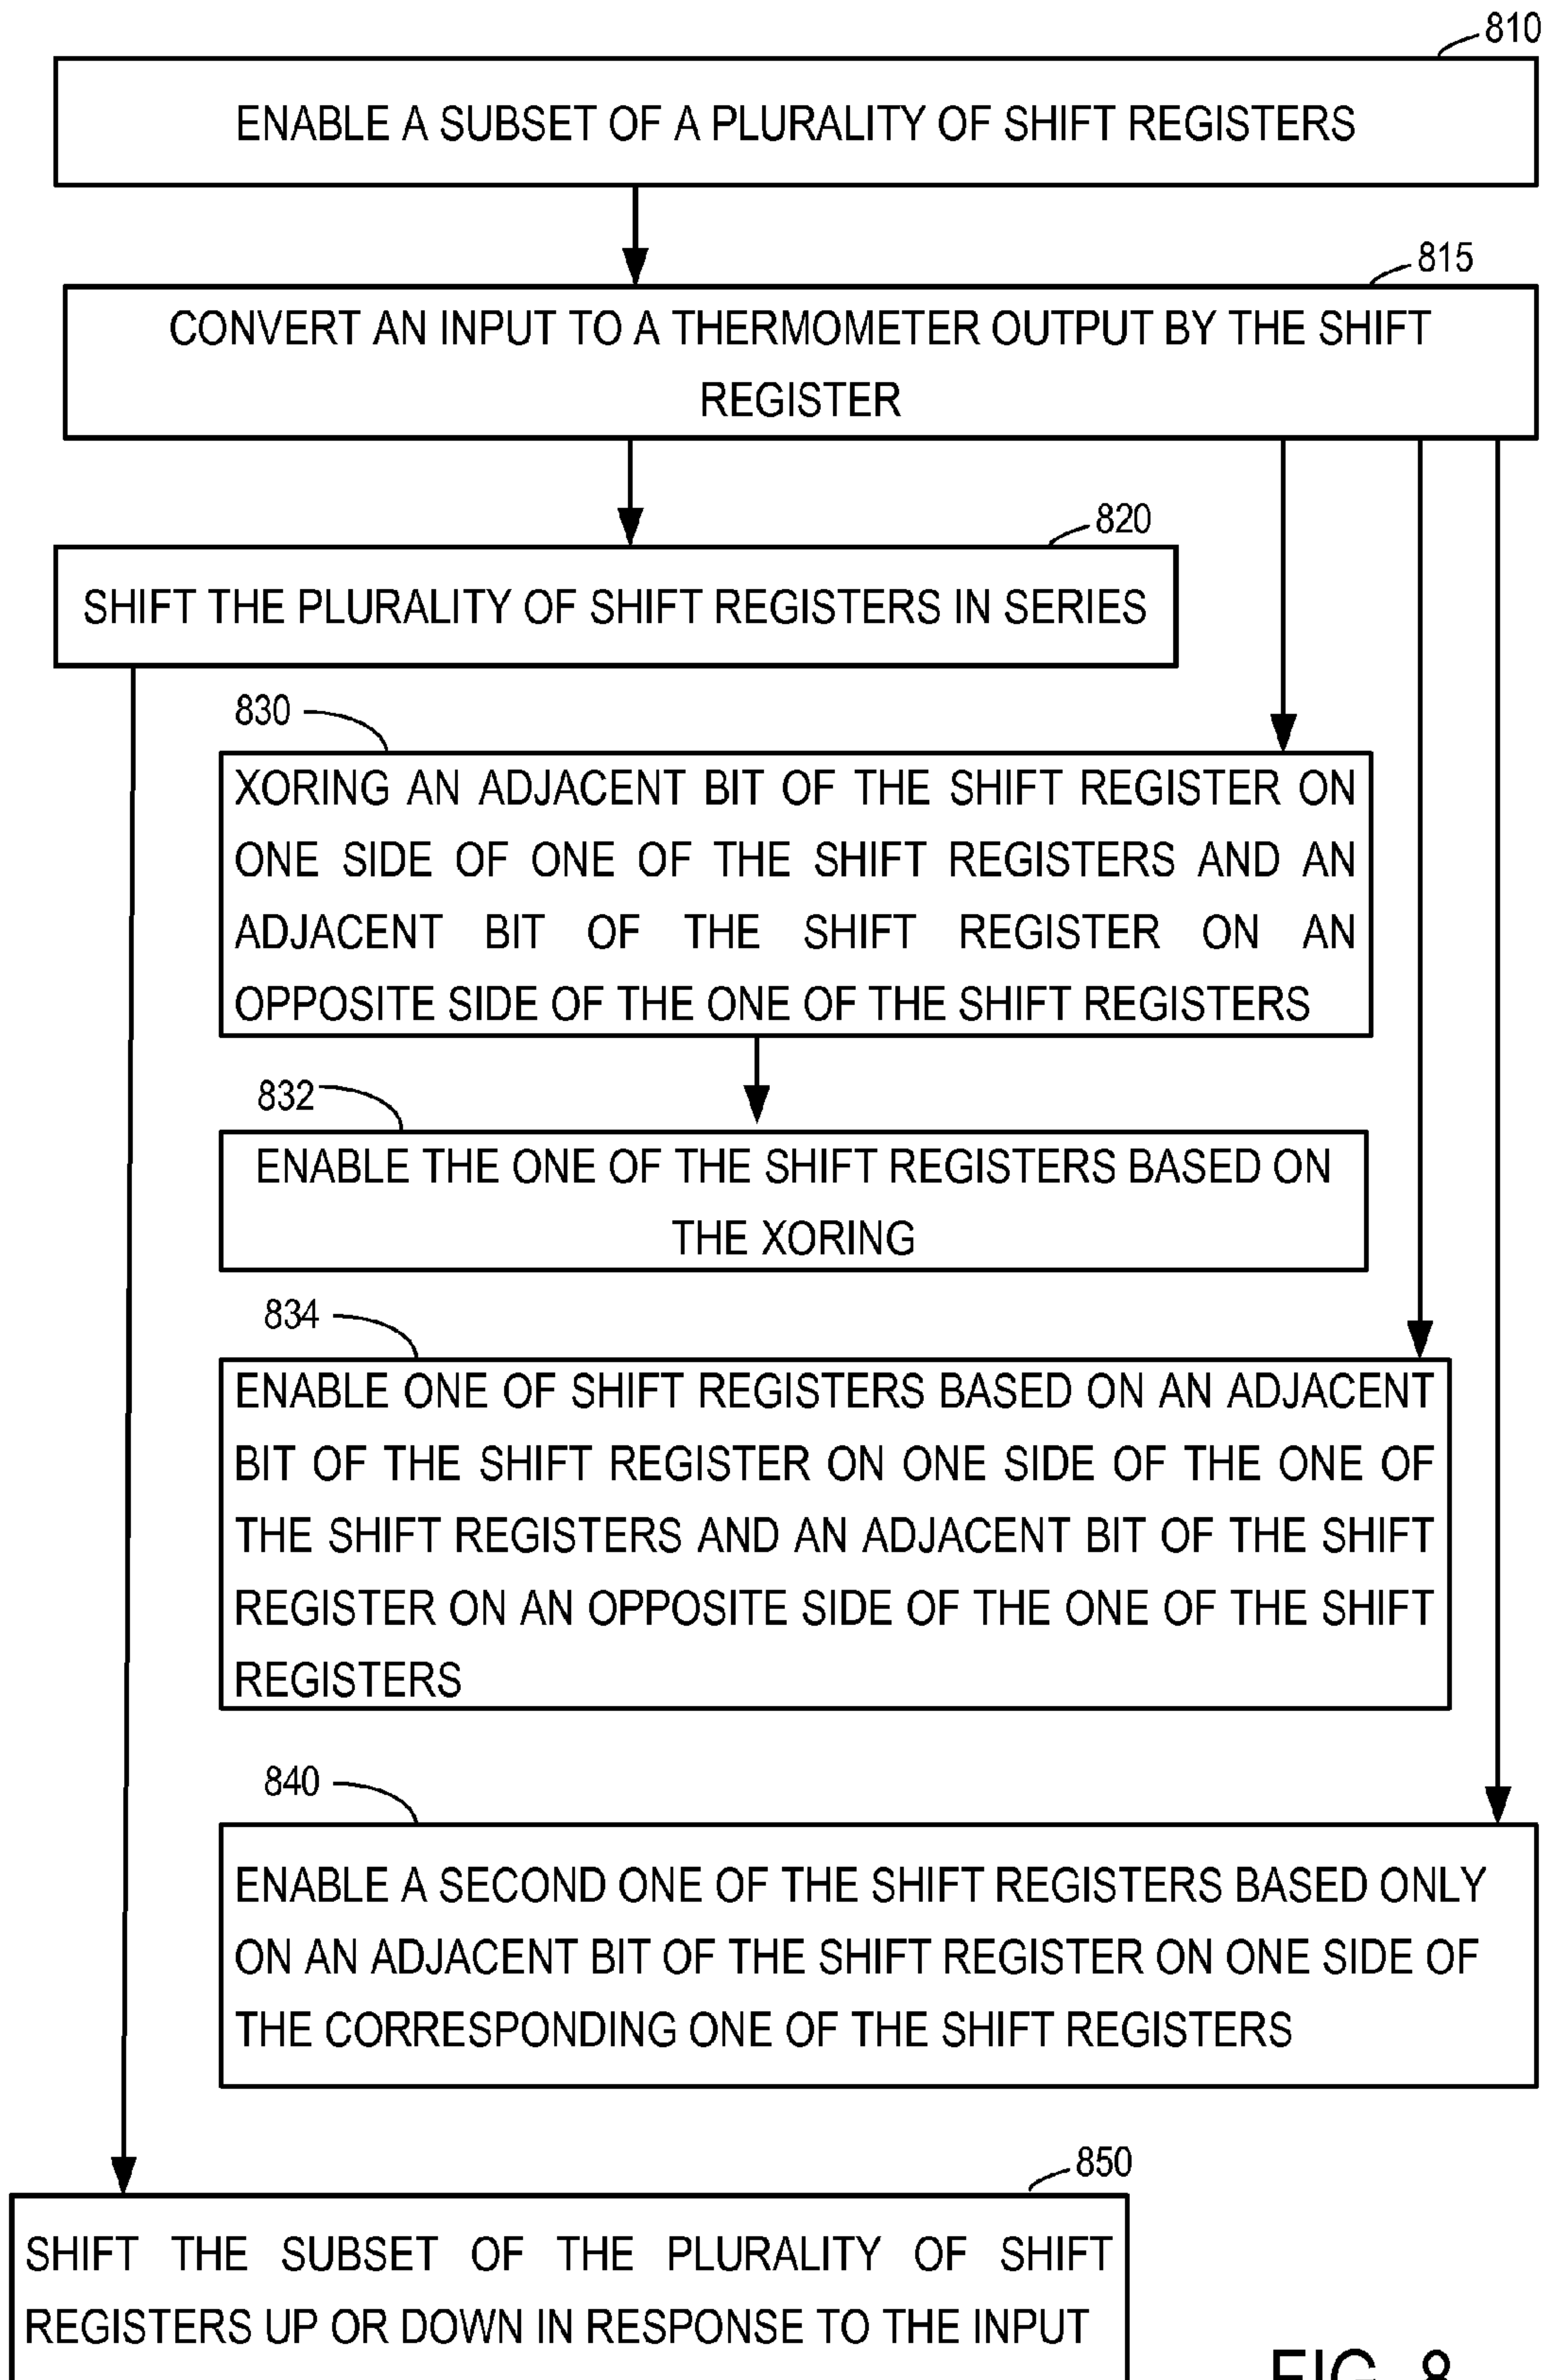 810
ENABLE A SUBSET OF A PLURALITY OF SHIFT REGISTERS
815
CONVERT AN INPUT TO A THERMOMETER OUTPUT BY THE SHIFT
REGISTER
820
SHIFT THE PLURALITY OF SHIFT REGISTERS IN SERIES
830
XORING AN ADJACENT BIT OF THE SHIFT REGISTER ON
ONE SIDE OF ONE OF THE SHIFT REGISTERS AND AN
ADJACENT BIT OF THE SHIFT REGISTER ON AN
OPPOSITE SIDE OF THE ONE OF THE SHIFT REGISTERS
832
ENABLE THE ONE OF THE SHIFT REGISTERS BASED ON
THE XORING
834
ENABLE ONE OF SHIFT REGISTERS BASED ON AN ADJACENT
BIT OF THE SHIFT REGISTER ON ONE SIDE OF THE ONE OF
THE SHIFT REGISTERS AND AN ADJACENT BIT OF THE SHIFT
REGISTER ON AN OPPOSITE SIDE OF THE ONE OF THE SHIFT
REGISTERS
840
ENABLE A SECOND ONE OF THE SHIFT REGISTERS BASED ONLY
ON AN ADJACENT BIT OF THE SHIFT REGISTER ON ONE SIDE OF
THE CORRESPONDING ONE OF THE SHIFT REGISTERS
850
SHIFT THE SUBSET OF THE PLURALITY OF SHIFT
REGISTERS UP OR DOWN IN RESPONSE TO THE INPUT
FIG. 8